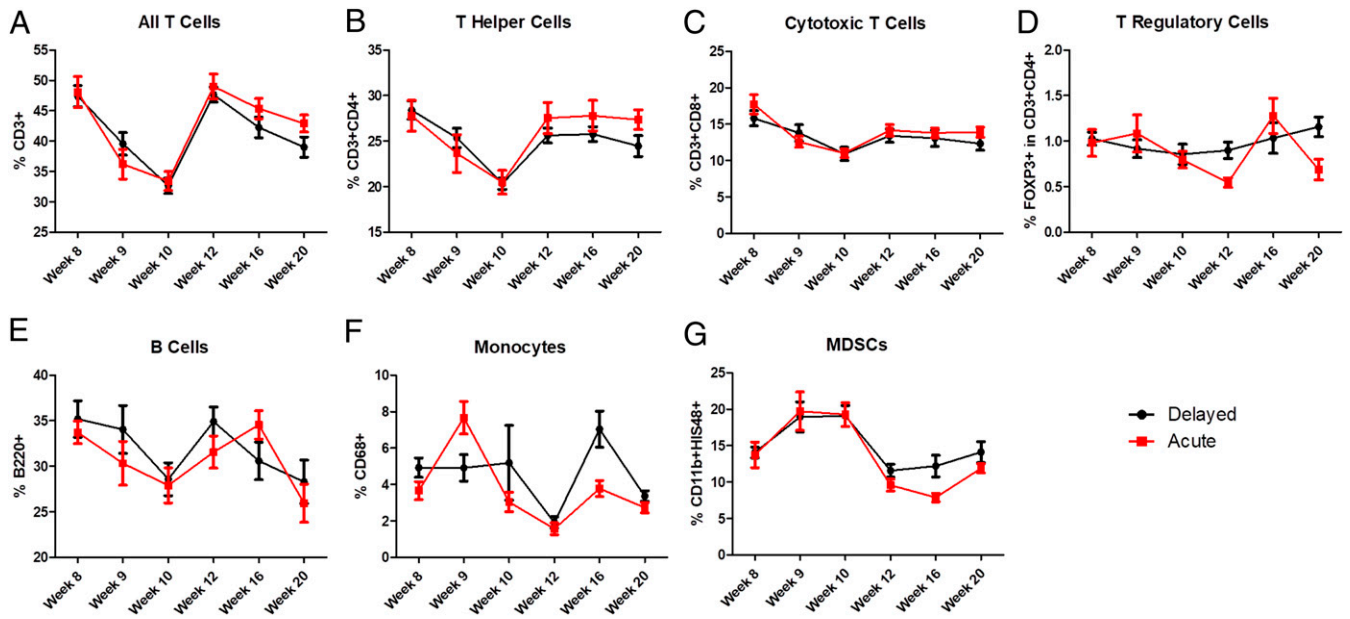 A
All T Cells
% CD3+
55
50
45
40
35
30
25
Week 8
Week 9
Week 10
Week 12
Week 16
Week 20
B
T Helper Cells
% CD3+CD4+
35
30
25
20
15
Week 8
Week 9
Week 10
Week 12
Week 16
Week 20
C
Cytotoxic T Cells
% CD3+CD8+
25
20
15
10
5
0
Week 8
Week 9
Week 10
Week 12
Week 16
Week 20
D
T Regulatory Cells
% FOXP3+ in CD3+CD4+
2.0
1.5
1.0
0.5
0.0
Week 8
Week 9
Week 10
Week 12
Week 16
Week 20
E
B Cells
% B220+
40
35
30
25
20
Week 8
Week 9
Week 10
Week 12
Week 16
Week 20
F
Monocytes
% CD68+
10
8
6
4
2
0
Week 8
Week 9
Week 10
Week 12
Week 16
Week 20
G
MDSCs
% CD11b+HIS48+
25
20
15
10
5
0
Week 8
Week 9
Week 10
Week 12
Week 16
Week 20
Delayed
Acute